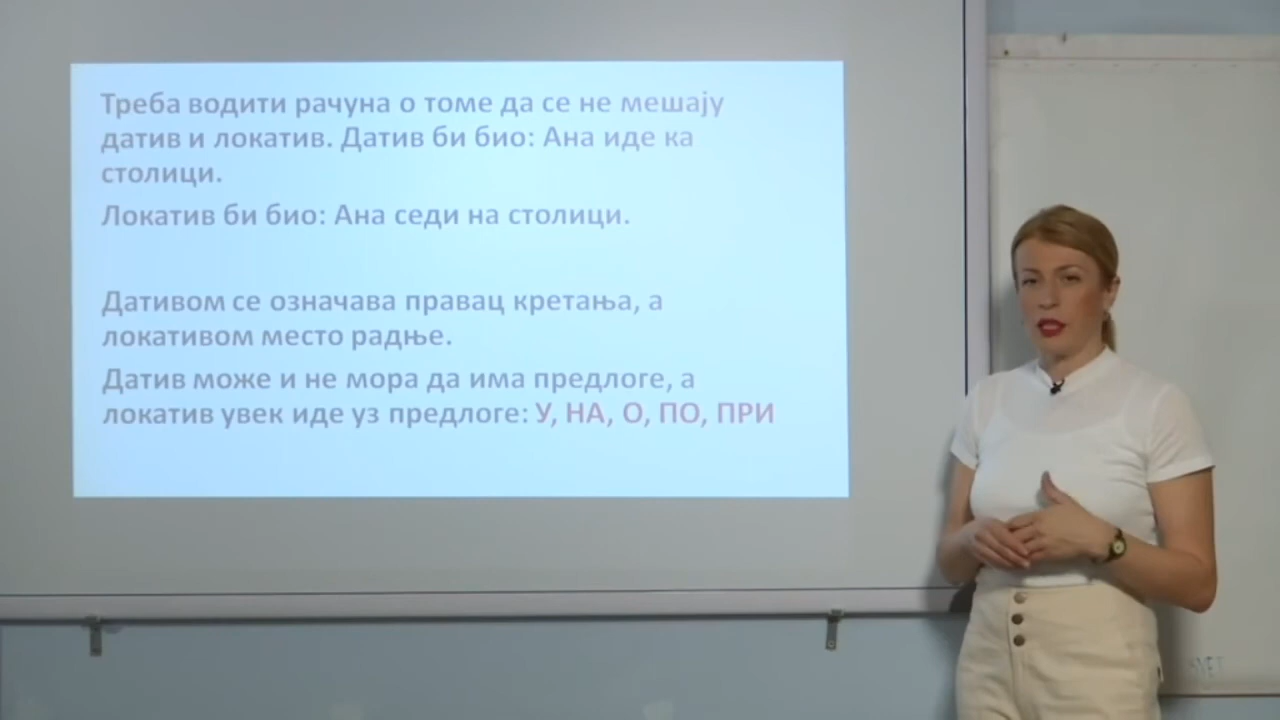 Треба водити рачуна о томе да се не мешају
датив и локатив. Датив би био: Ана иде ка
столици.
Локатив би био: Ана седи на столици.
Дативом се означава правац кретања, а
локативом место радње.
Датив може и не мора да има предлоге, а
локатив увек иде уз предлоге: У, НА, О, ПО, ПРИ